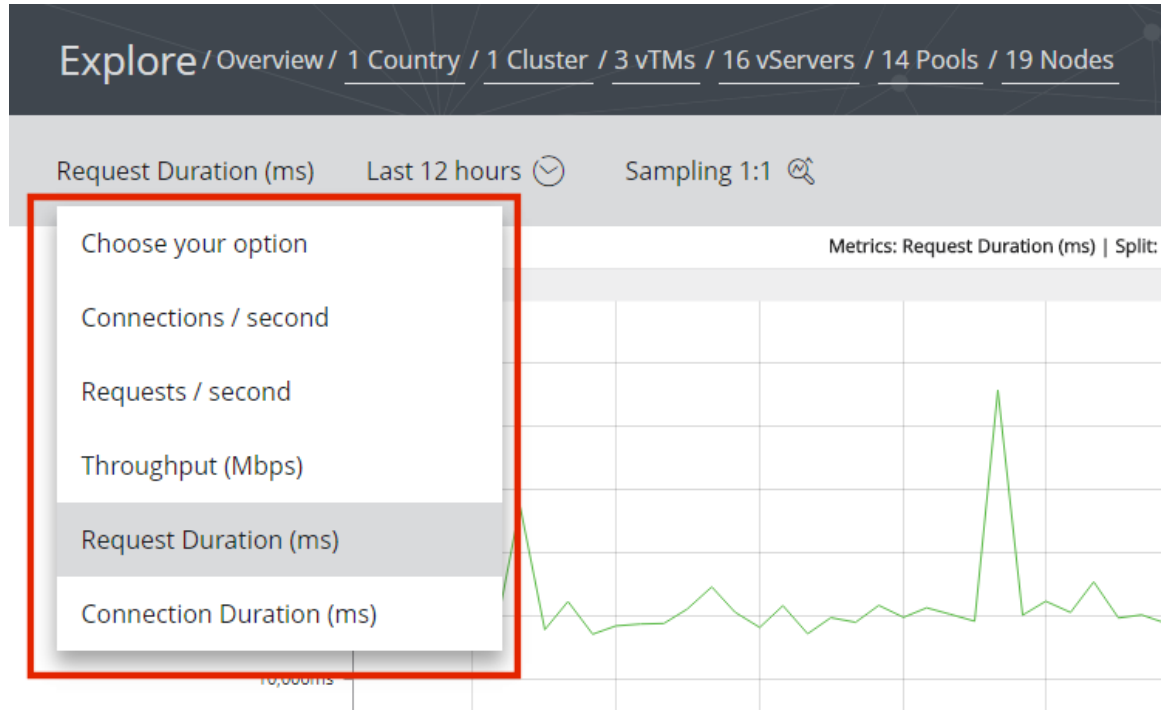 Explore / Overview / 1 Country / 1 Cluster / 3 vTMs / 16 vServers / 14 Pools / 19 Nodes
Request Duration (ms) Last 12 hours Sampling 1:1
Choose your option
Metrics: Request Duration (ms) | Split:
Connections / second
Requests / second
Throughput (Mbps)
Request Duration (ms)
Connection Duration (ms)
10,000ms